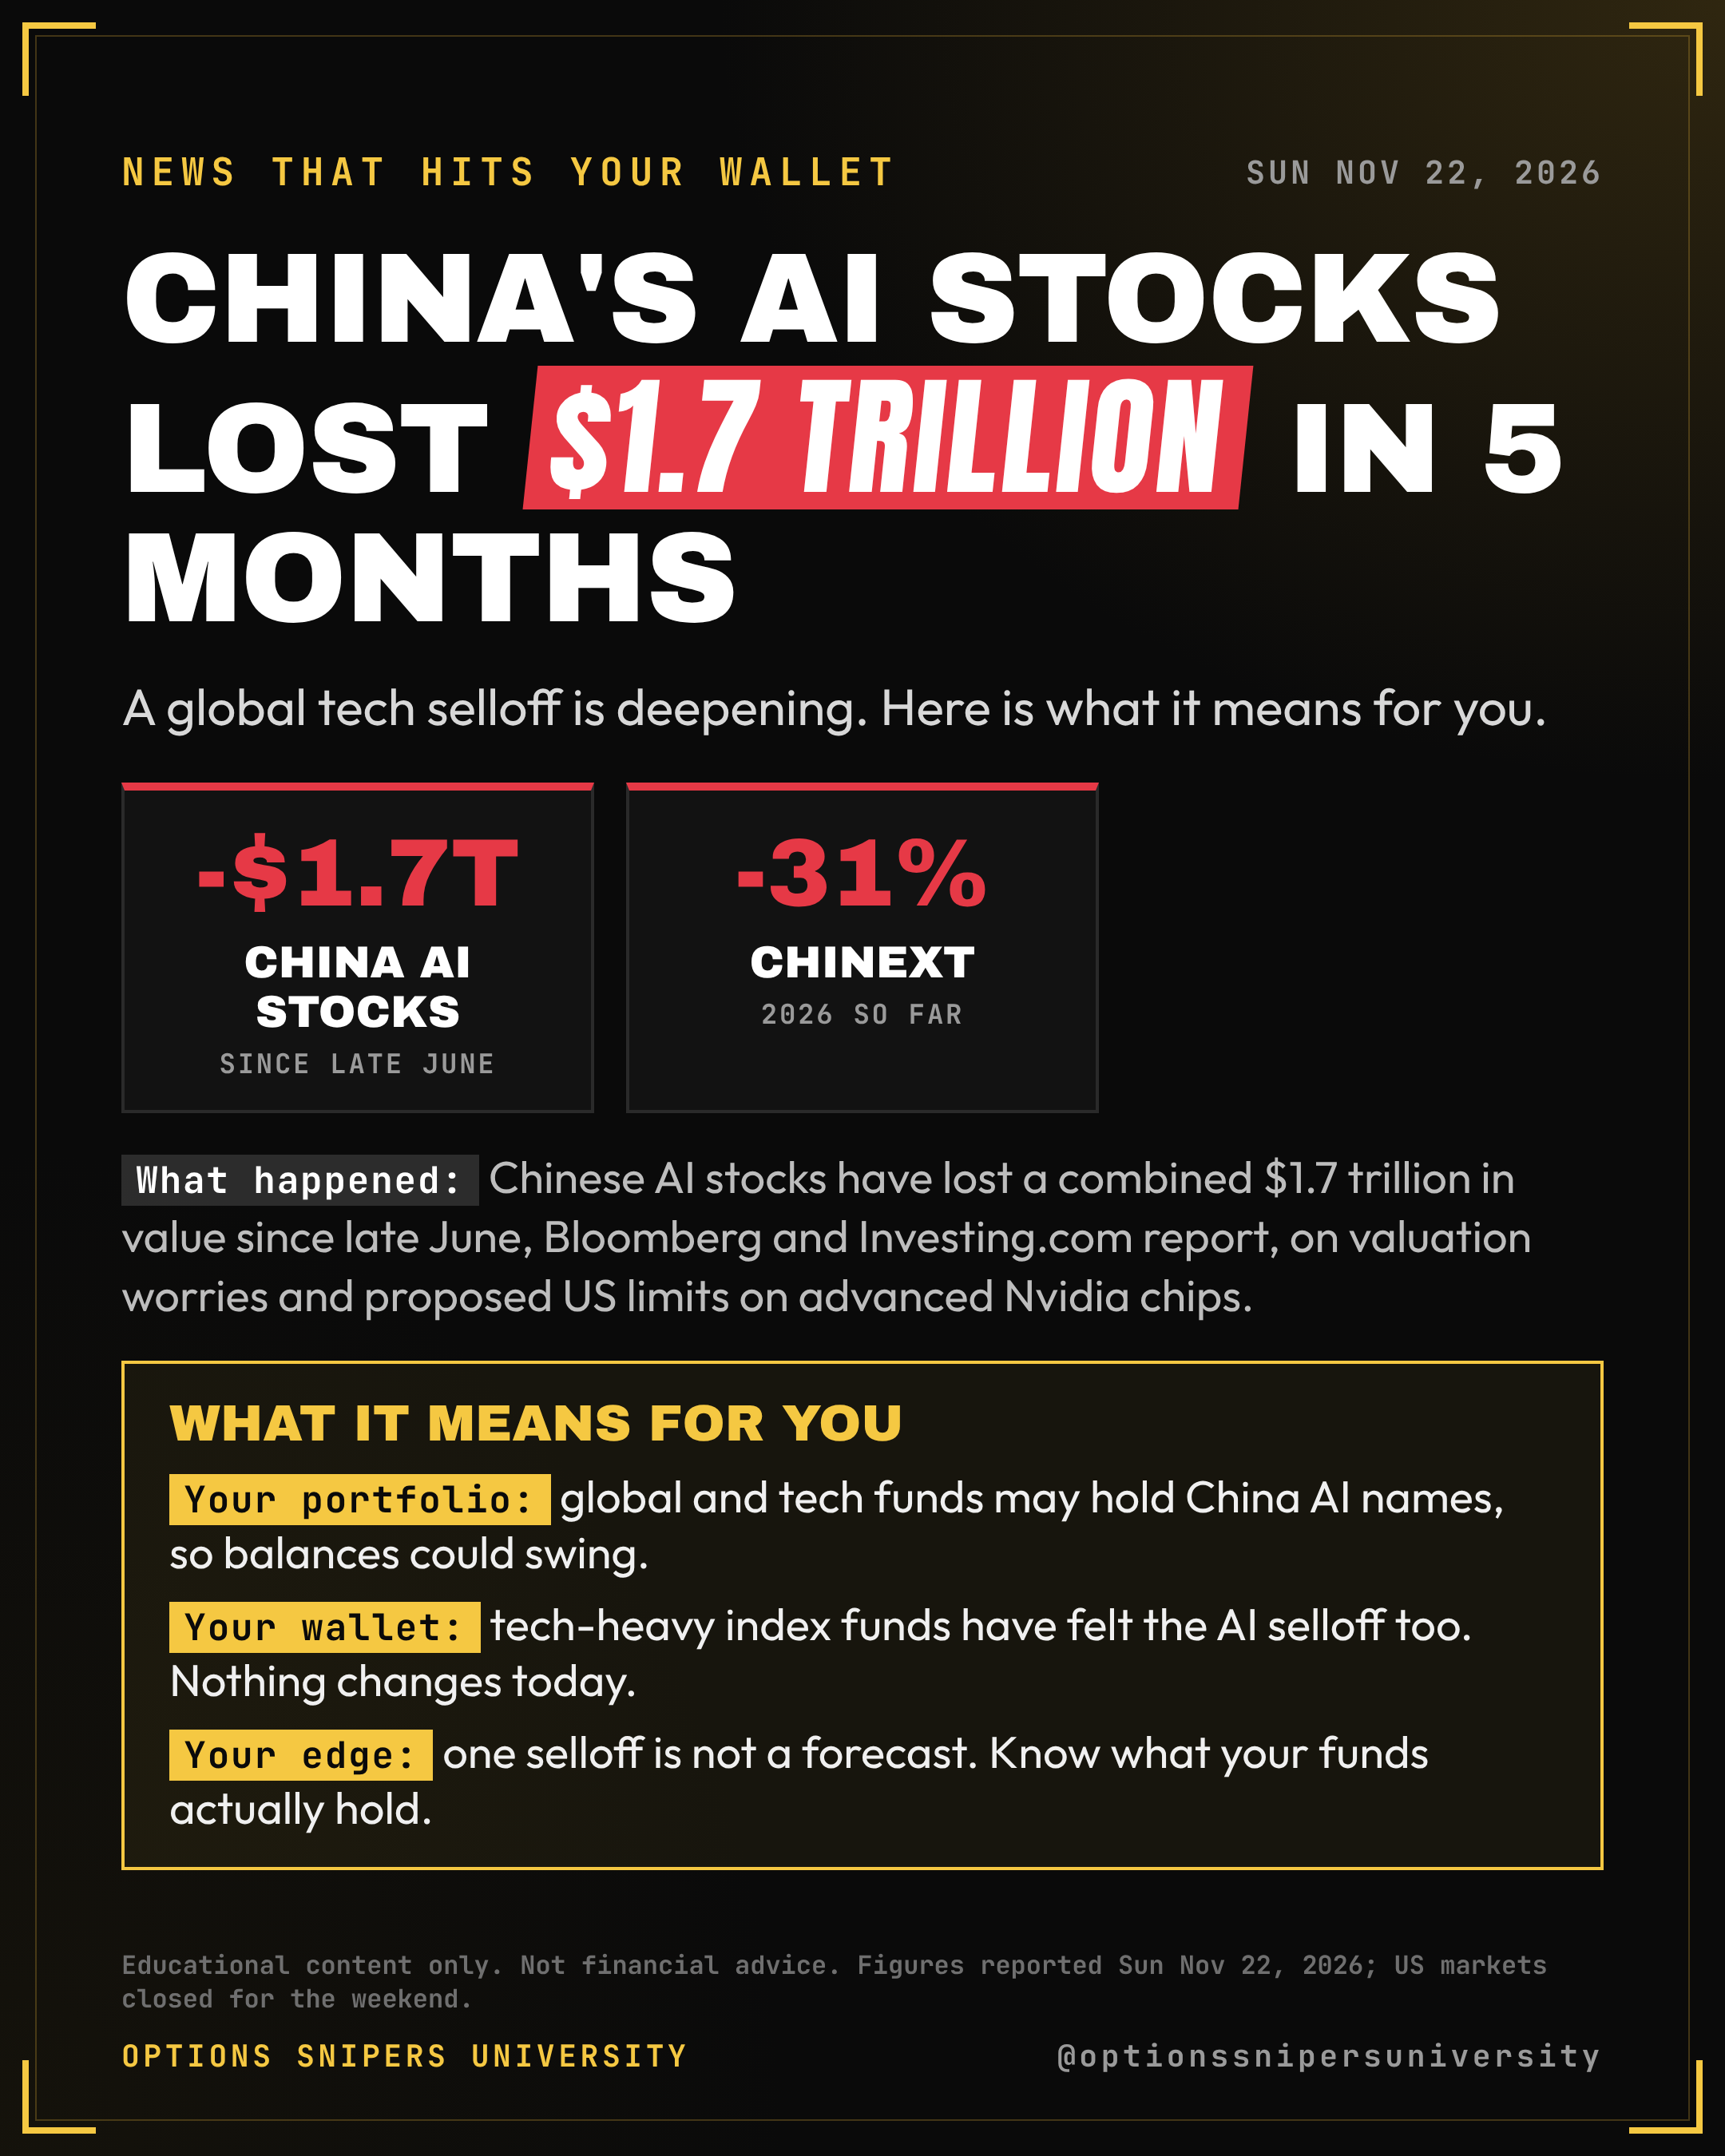 NEWS THAT HITS YOUR WALLET
SUN NOV 22, 2026
CHINA'S AI STOCKS
LOST $1.7 TRILLION IN 5
MONTHS
A global tech selloff is deepening. Here is what it means for you.
-$1.7T
CHINA AI
STOCKS
SINCE LATE JUNE
-31%
CHINEXT
2026 SO FAR
What happened: Chinese AI stocks have lost a combined $1.7 trillion in
value since late June, Bloomberg and Investing.com report, on valuation
worries and proposed US limits on advanced Nvidia chips.
WHAT IT MEANS FOR YOU
Your portfolio: global and tech funds may hold China AI names,
so balances could swing.
Your wallet: tech-heavy index funds have felt the AI selloff too.
Nothing changes today.
Your edge: one selloff is not a forecast. Know what your funds
actually hold.
Educational content only. Not financial advice. Figures reported Sun Nov 22, 2026; US markets
closed for the weekend.
OPTIONS SNIPERS UNIVERSITY
@optionssnipersuniversity